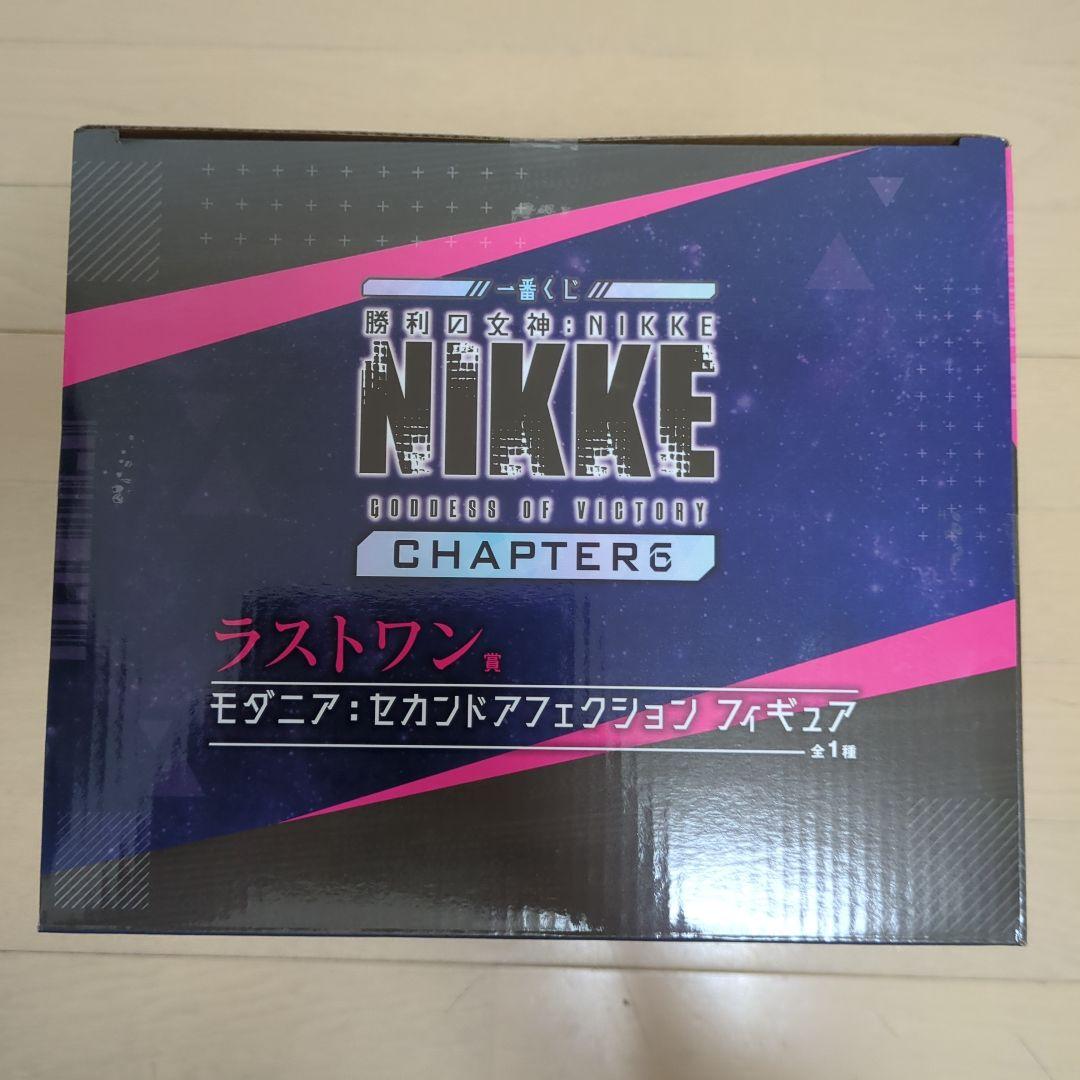 一番くじ
勝利の女神:NIKKE
NIKKE
GODDESS OF VICTORY
CHAPTER6
ラストワン賞
モダニア:セカンドアフェクション フィギュア
全1種